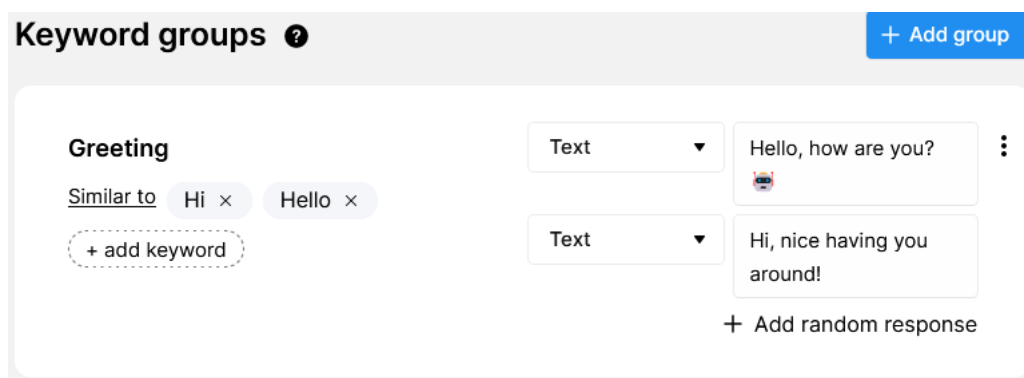 Keyword groups ?
+ Add group
Greeting
Similar to Hi × Hello ×
+ add keyword
Text
Hello, how are you?
🤖
Text
Hi, nice having you
around!
+ Add random response